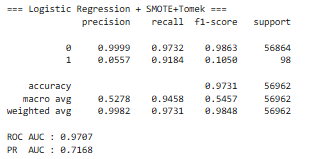 === Logistic Regression + SMOTE+Tomek ===
precision recall f1-score support
0 0.9999 0.9732 0.9863 56864
1 0.0557 0.9184 0.1050 98
accuracy 0.9731 56962
macro avg 0.5278 0.9458 0.5457 56962
weighted avg 0.9982 0.9731 0.9848 56962
ROC AUC : 0.9707
PR AUC : 0.7168